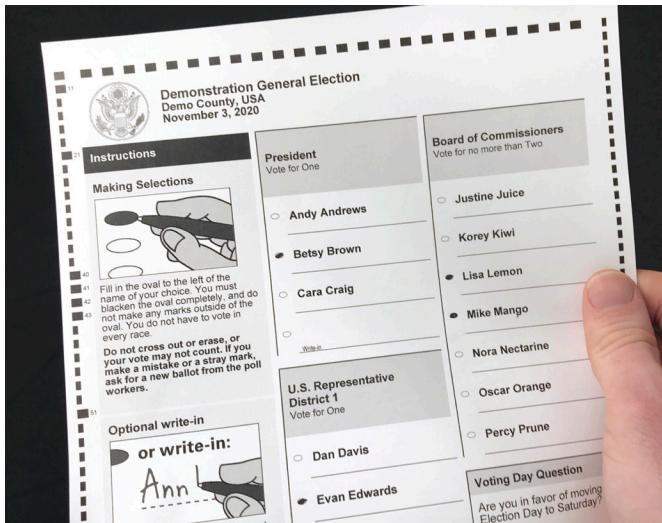 Demonstration General Election
Demo County, USA
November 3, 2020
11
21
Instructions
Making Selections
40
41
42
43
Fill in the oval to the left of the
name of your choice. You must
blacken the oval completely, and do
not make any marks outside of the
oval. You do not have to vote in
every race.
Do not cross out or erase, or
your vote may not count. If you
make a mistake or a stray mark,
ask for a new ballot from the poll
workers.
51
Optional write-in
or write-in:
Ann
President
Vote for One
Andy Andrews
Betsy Brown
Cara Craig
Write-in
U.S. Representative
District 1
Vote for One
Dan Davis
Evan Edwards
Board of Commissioners
Vote for no more than Two
Justine Juice
Korey Kiwi
Lisa Lemon
Mike Mango
Nora Nectarine
Oscar Orange
Percy Prune
Voting Day Question
Are you in favor of moving
Election Day to Saturday?